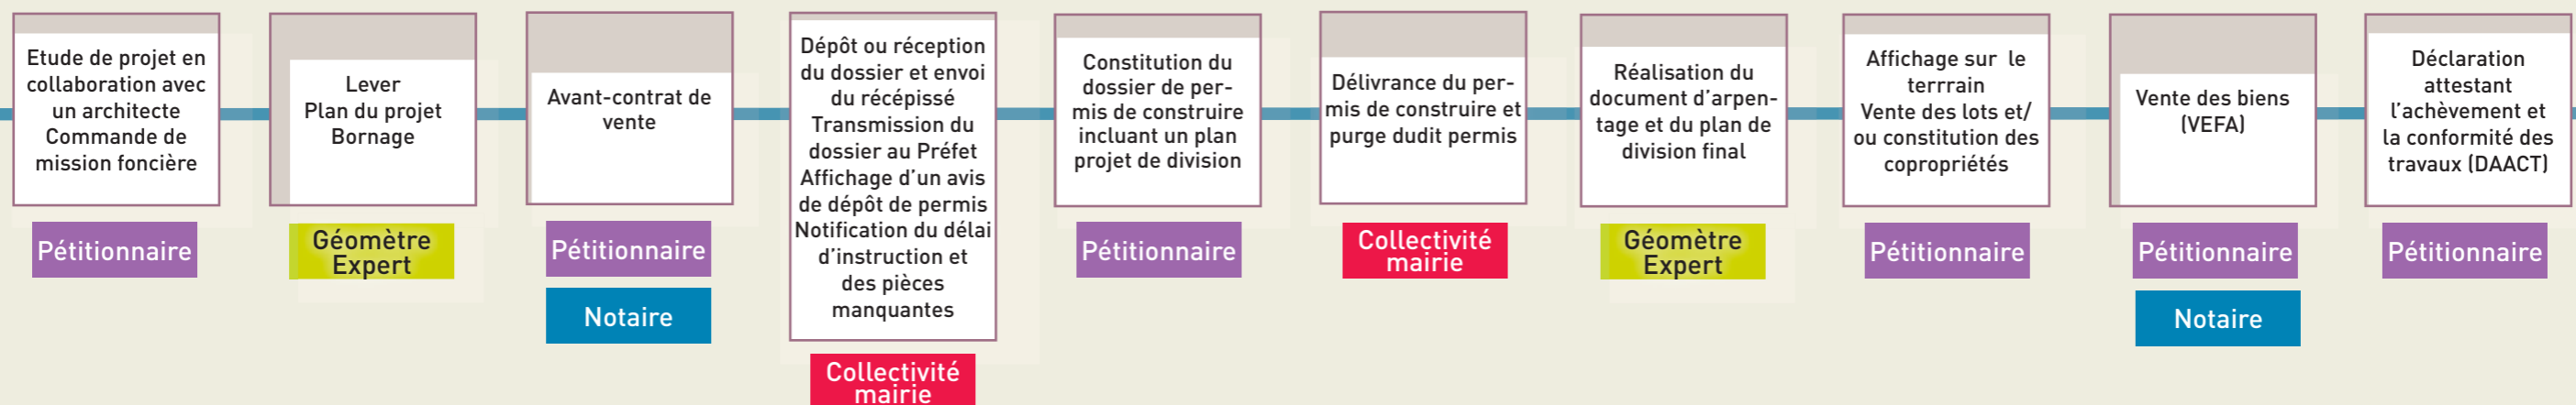 Etude de projet en
collaboration avec
un architecte
Commande de
mission foncière
Pétitionnaire
Lever
Plan du projet
Bornage
Géomètre
Expert
Avant-contrat de
vente
Pétitionnaire
Notaire
Dépôt ou réception
du dossier et envoi
du récépissé
Transmission du
dossier au Préfet
Affichage d'un avis
de dépôt de permis
Notification du délai
d'instruction et
des pièces
manquantes
Collectivité
mairie
Constitution du
dossier de per-
mis de construire
incluant un plan
projet de division
Pétitionnaire
Délivrance du per-
mis de construire et
purge dudit permis
Collectivité
mairie
Réalisation du
document d'arpen-
tage et du plan de
division final
Géomètre
Expert
Affichage sur le
terrrain
Vente des lots et/
ou constitution des
copropriétés
Pétitionnaire
Vente des biens
(VEFA)
Pétitionnaire
Notaire
Déclaration
attestant
l'achèvement et
la conformité des
travaux (DAACT)
Pétitionnaire